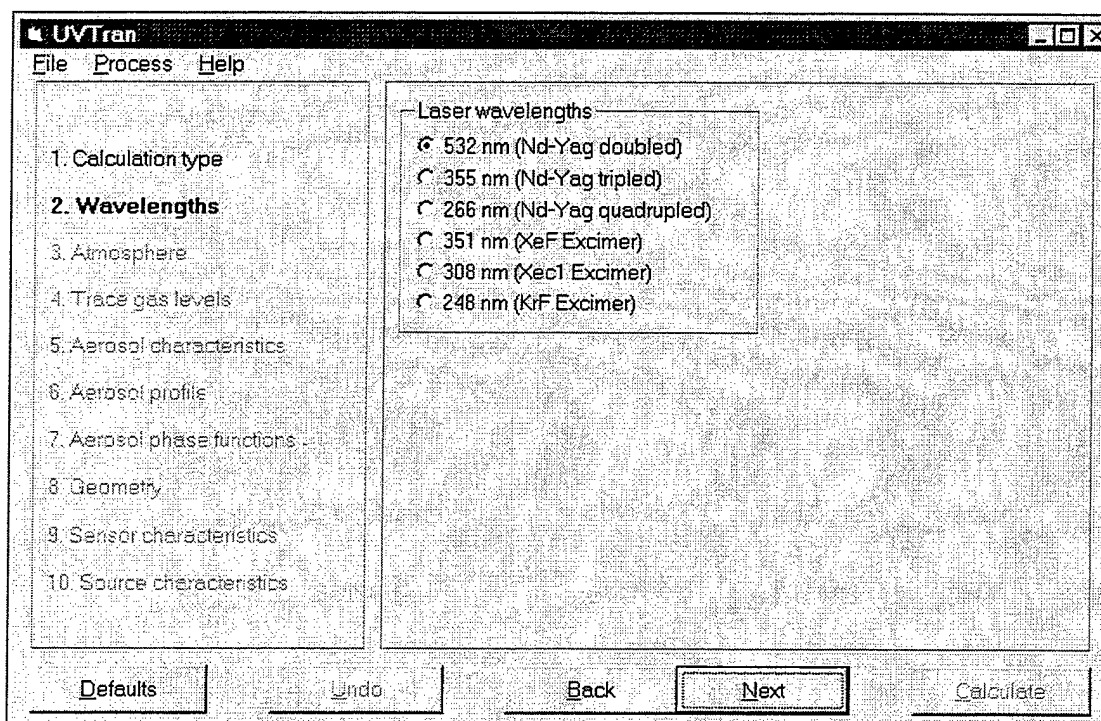 UVTran
File Process Help
1. Calculation type
2. Wavelengths
3. Atmosphere
4. Trace gas levels
5. Aerosol characteristics
6. Aerosol profile
7. Aerosol phase functions
8. Geometry
9. Sensor characteristics
10. Source characteristics
Laser wavelengths
532 nm (Nd-Yag doubled)
355 nm (Nd-Yag tripled)
266 nm (Nd-Yag quadrupled)
351 nm (XeF Excimer)
308 nm (Xec1 Excimer)
248 nm (KrF Excimer)
Defaults Undo Back Next Calculate